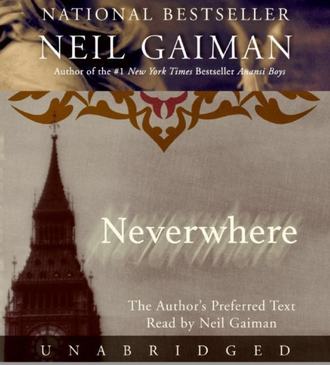 NATIONAL BESTSELLER
NEIL GAIMAN
Author of the #1 New York Times Bestseller Anansi Boys
Neverwhere
The Author's Preferred Text
Read by Neil Gaiman
UNABRIDGED